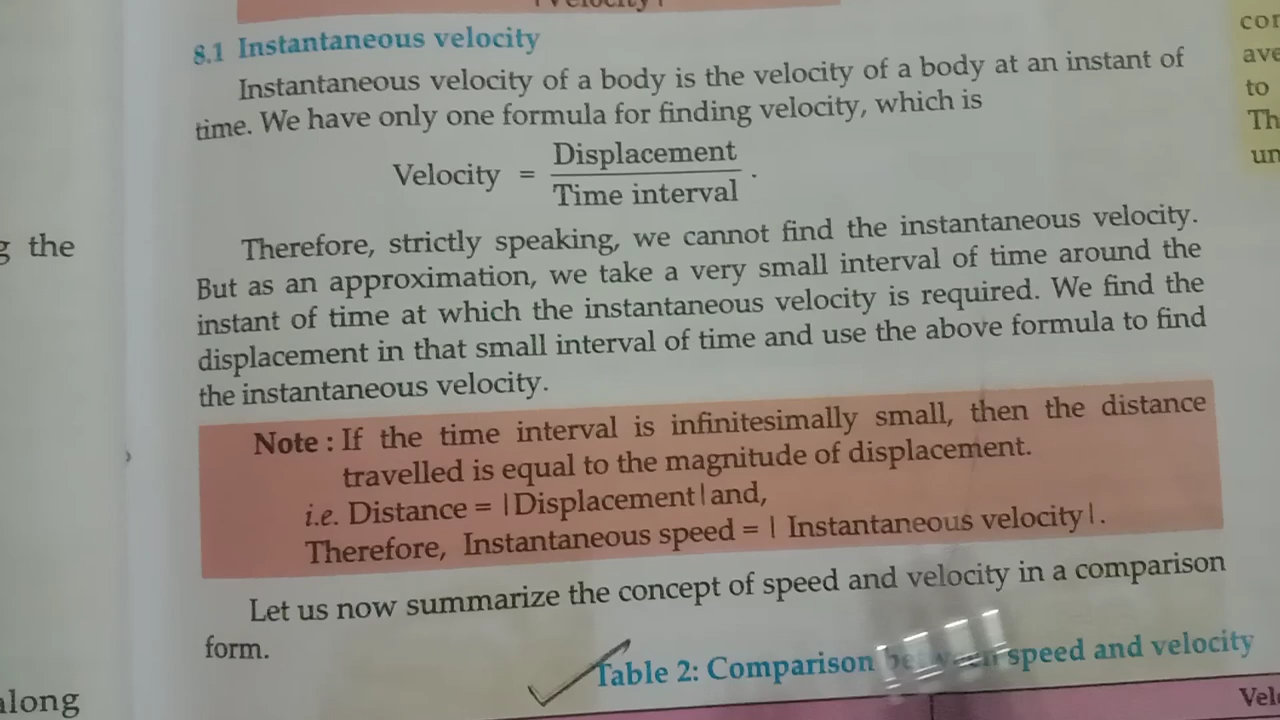 8.1 Instantaneous velocity
Instantaneous velocity of a body is the velocity of a body at an instant of
time. We have only one formula for finding velocity, which is
Velocity = Displacement / Time interval .
Therefore, strictly speaking, we cannot find the instantaneous velocity.
But as an approximation, we take a very small interval of time around the
instant of time at which the instantaneous velocity is required. We find the
displacement in that small interval of time and use the above formula to find
the instantaneous velocity.
Note : If the time interval is infinitesimally small, then the distance
travelled is equal to the magnitude of displacement.
i.e. Distance = |Displacement| and,
Therefore, Instantaneous speed = | Instantaneous velocity|.
Let us now summarize the concept of speed and velocity in a comparison
form.
Table 2: Comparison between speed and velocity
the
along
to